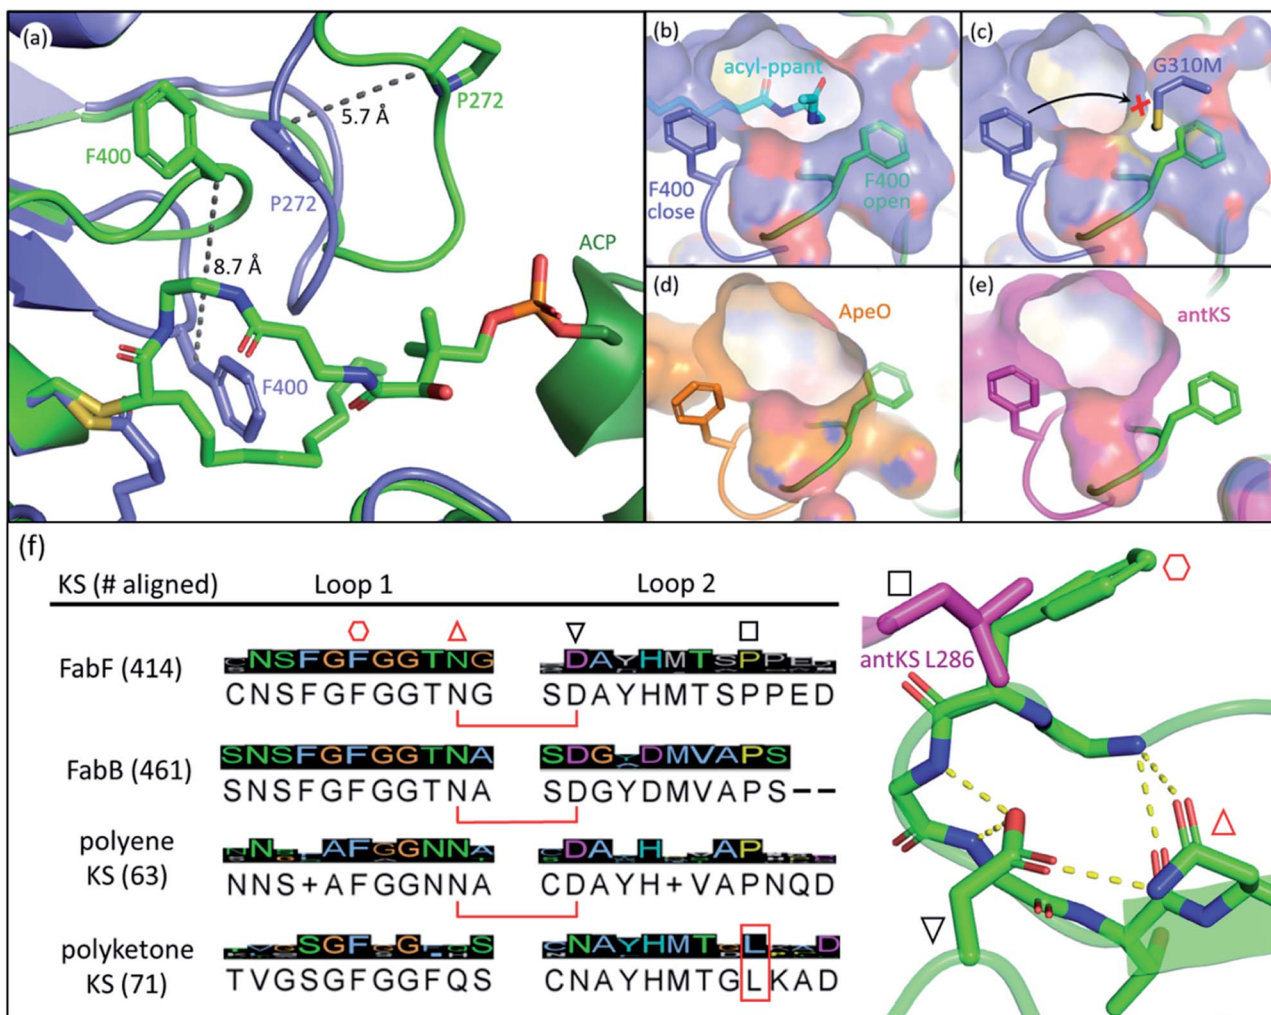 (a)
P272
5.7 Å
F400
P272
ACP
8.7 Å
F400
(b)
acyl-ppant
F400
close
F400
open
(c)
G310M
(d)
ApeO
(e)
antKS
(f)
KS (# aligned)
Loop 1
Loop 2
FabF (414)
CNSFGFGGTNG
SDAYHMTSPPED
FabB (461)
SNSFGFGGTNA
SDGYDMVAPS--
polyene
KS (63)
NNS+AFGGNNA
CDAYH+VAPNQD
polyketone
KS (71)
TVGSGFGGFQS
CNAYHMTGLKAD
antKS L286